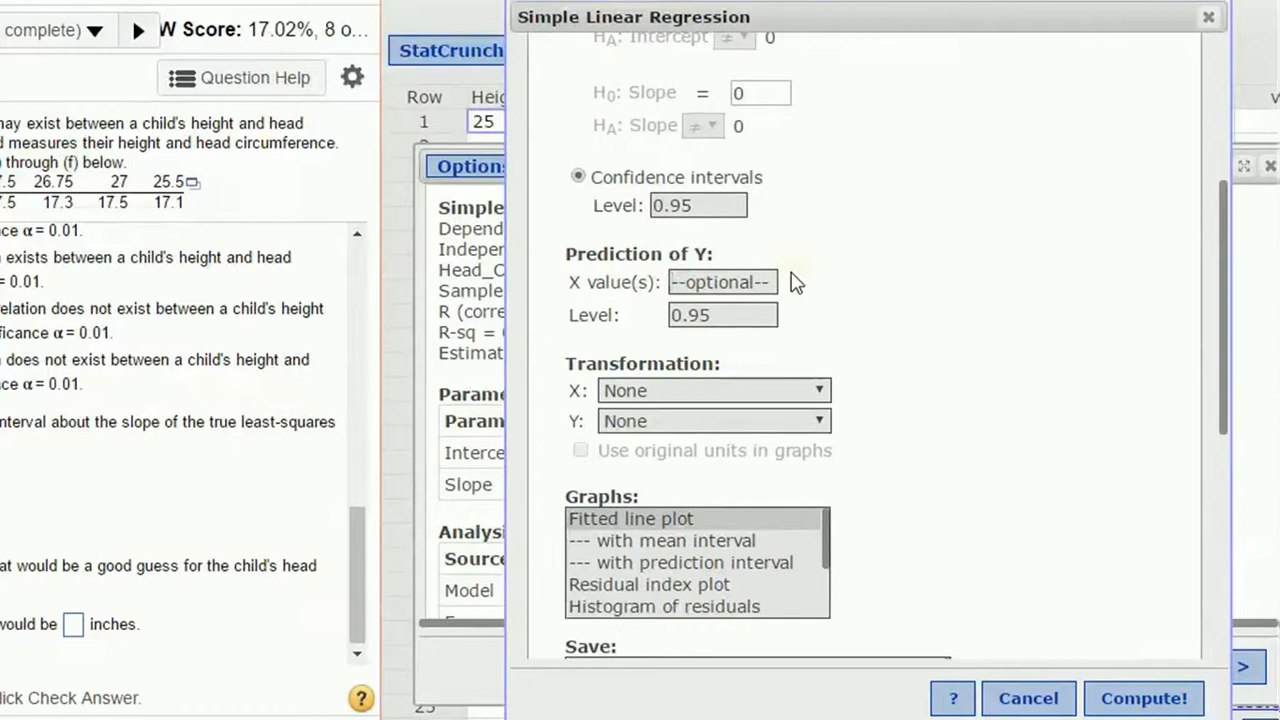 complete) W Score: 17.02%, 8 o...
Question Help
may exist between a child's height and head
d measures their height and head circumference.
) through (f) below.
7.5 26.75 27 25.5
7.5 17.3 17.5 17.1
ce α = 0.01.
n exists between a child's height and head
= 0.01.
relation does not exist between a child's height
ificance α = 0.01.
n does not exist between a child's height and
nce α = 0.01.
nterval about the slope of the true least-squares
at would be a good guess for the child's head
would be inches.
lick Check Answer.
?
StatCrunch
Row Heig
1 25
Options
Simple
Depend
Indeper
Head_C
Sample
R (corre
R-sq =
Estimat
Parame
Param
Interce
Slope
Analysi
Source
Model
25
Simple Linear Regression
HA: Intercept ≠ 0
H0: Slope = 0
HA: Slope ≠ 0
Confidence intervals
Level: 0.95
Prediction of Y:
X value(s): --optional--
Level: 0.95
Transformation:
X: None
Y: None
Use original units in graphs
Graphs:
Fitted line plot
--- with mean interval
--- with prediction interval
Residual index plot
Histogram of residuals
Save:
? Cancel Compute!
>